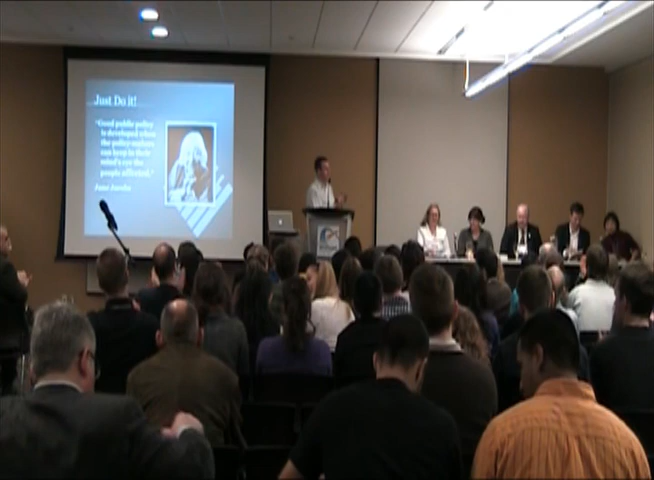 Just Do it!
"Good public policy
is developed when
the policy makers
can keep in their
mind's eye the
people affected."
Jane Jacobs